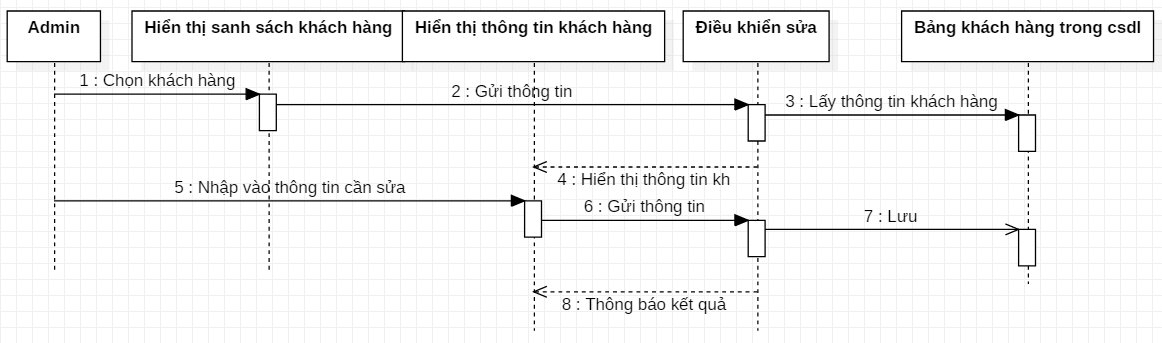 Admin
Hiển thị sanh sách khách hàng
Hiển thị thông tin khách hàng
Điều khiển sửa
Bảng khách hàng trong csdl
1 : Chọn khách hàng
2 : Gửi thông tin
3 : Lấy thông tin khách hàng
4 : Hiển thị thông tin kh
5 : Nhập vào thông tin cần sửa
6 : Gửi thông tin
7 : Lưu
8 : Thông báo kết quả